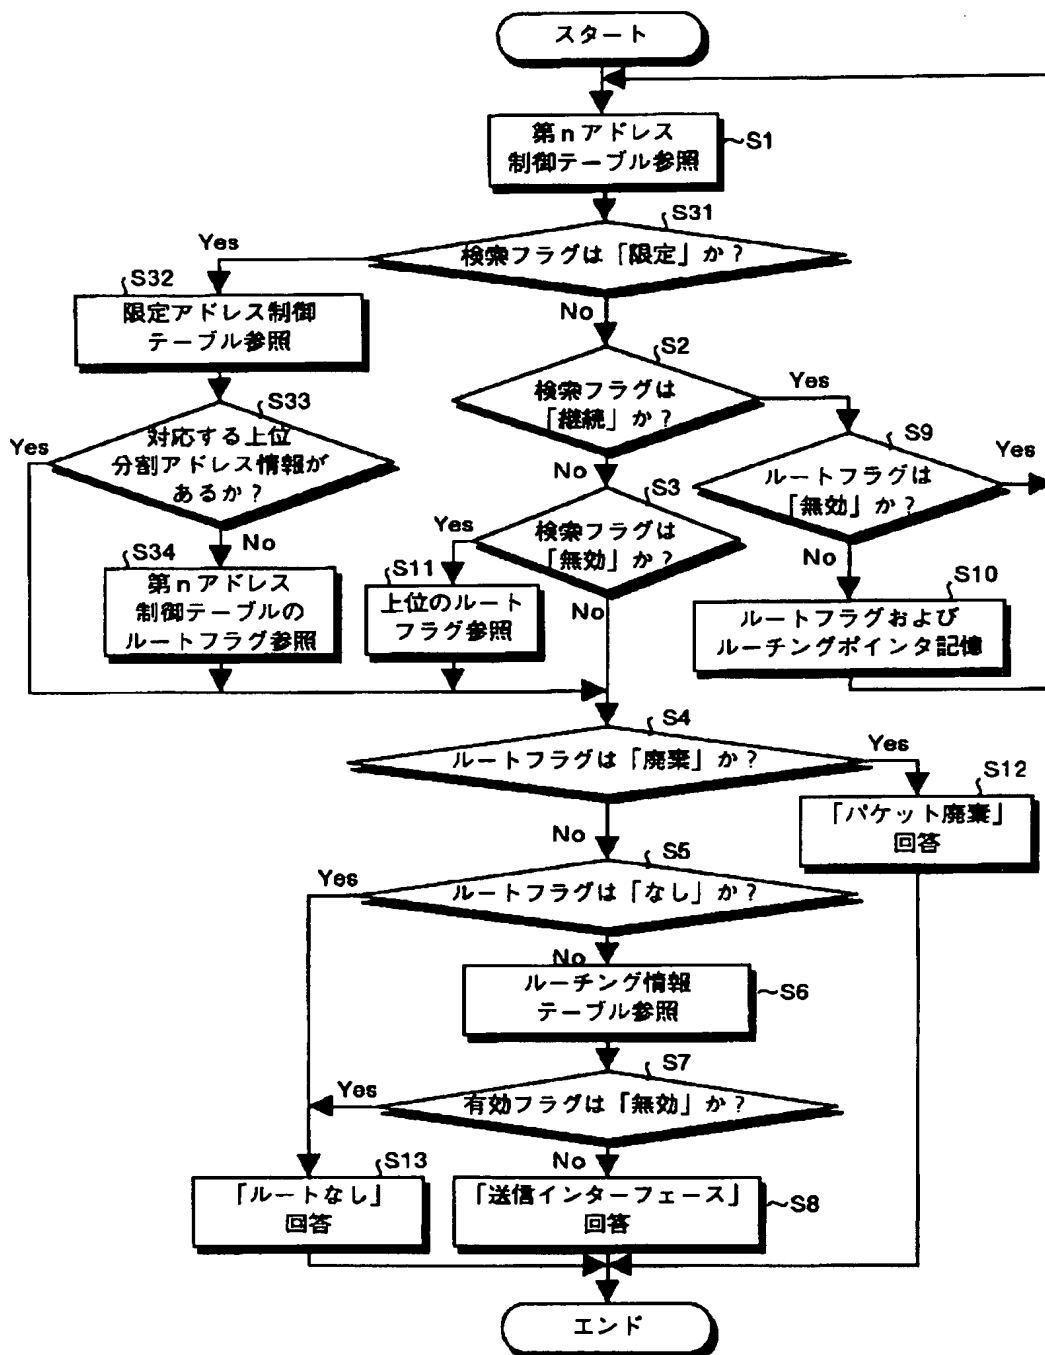 スタート
第nアドレス
制御テーブル参照
S1
S31
検索フラグは「限定」か?
Yes
No
S32
限定アドレス制御
テーブル参照
S2
検索フラグは
「継続」か?
Yes
No
S33
対応する上位
分割アドレス情報が
あるか?
Yes
No
S9
ルートフラグは
「無効」か?
Yes
No
S3
検索フラグは
「無効」か?
Yes
No
S34
第nアドレス
制御テーブルの
ルートフラグ参照
S11
上位のルート
フラグ参照
S10
ルートフラグおよび
ルーチングポインタ記憶
S4
ルートフラグは「廃棄」か?
Yes
No
S12
「パケット廃棄」
回答
S5
ルートフラグは「なし」か?
Yes
No
ルーチング情報
テーブル参照
S6
S7
有効フラグは「無効」か?
Yes
No
S13
「ルートなし」
回答
「送信インターフェース」
回答
S8
エンド